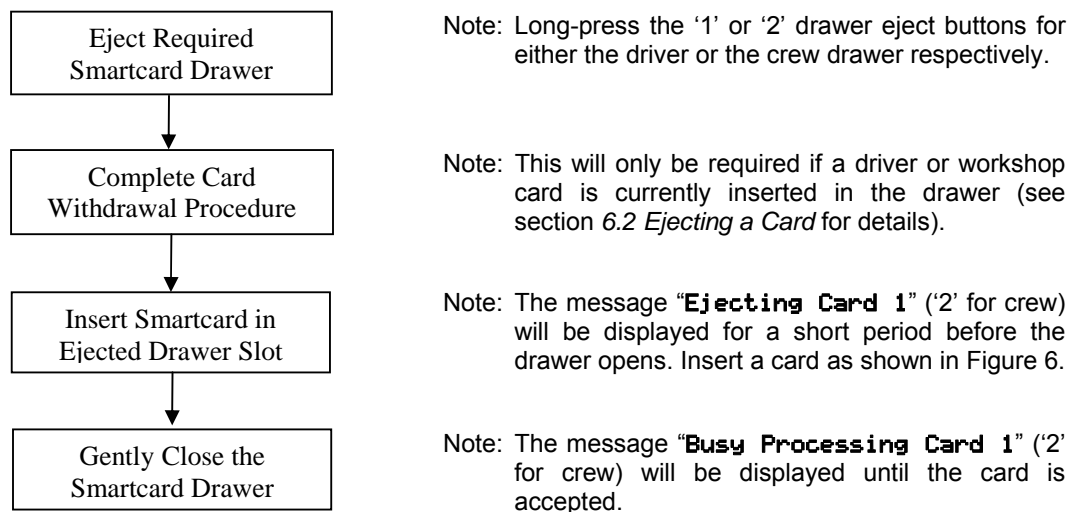 Eject Required
Smartcard Drawer
Note: Long-press the ‘1’ or ‘2’ drawer eject buttons for
either the driver or the crew drawer respectively.
Complete Card
Withdrawal Procedure
Note: This will only be required if a driver or workshop
card is currently inserted in the drawer (see
section 6.2 Ejecting a Card for details).
Insert Smartcard in
Ejected Drawer Slot
Note: The message “Ejecting Card 1” (‘2’ for crew)
will be displayed for a short period before the
drawer opens. Insert a card as shown in Figure 6.
Gently Close the
Smartcard Drawer
Note: The message “Busy Processing Card 1” (‘2’
for crew) will be displayed until the card is
accepted.